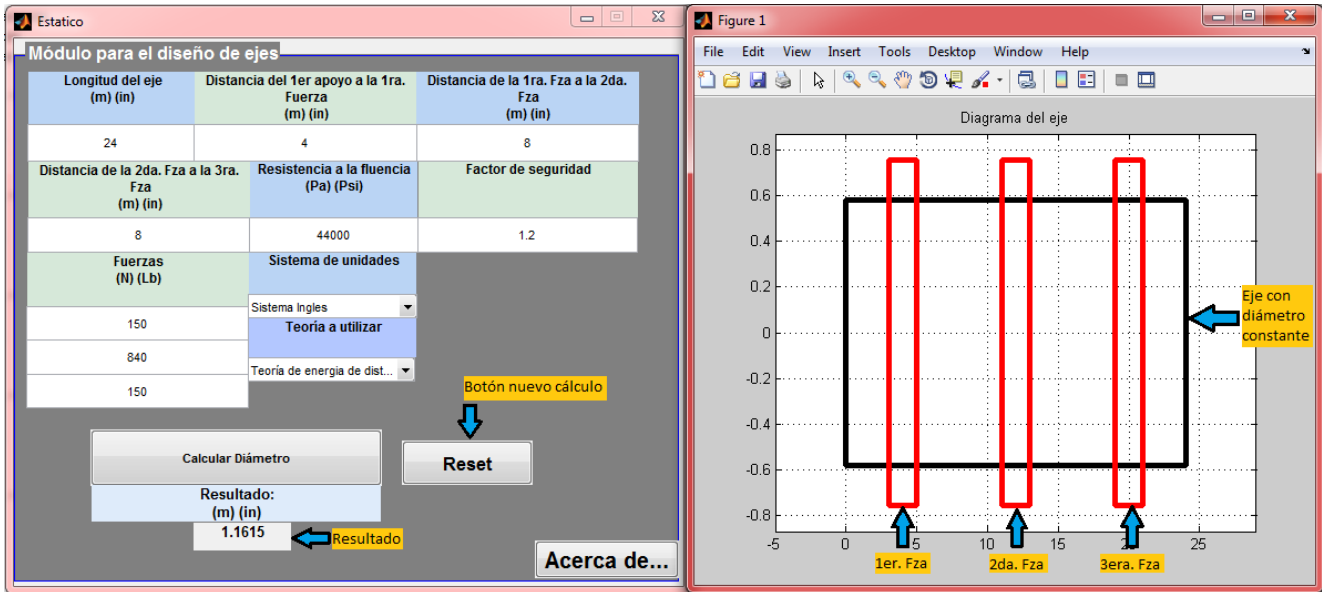 Estatico
Módulo para el diseño de ejes
Longitud del eje
(m) (in)
Distancia del 1er apoyo a la 1ra.
Fuerza
(m) (in)
Distancia de la 1ra. Fza a la 2da.
Fza
(m) (in)
24
4
8
Distancia de la 2da. Fza a la 3ra.
Fza
(m) (in)
Resistencia a la fluencia
(Pa) (Psi)
Factor de seguridad
8
44000
1.2
Fuerzas
(N) (Lb)
Sistema de unidades
Sistema Ingles
150
Teoría a utilizar
840
Teoría de energia de dist...
150
Botón nuevo cálculo
Calcular Diámetro
Reset
Resultado:
(m) (in)
1.1615
Resultado
Acerca de...
Figure 1
File Edit View Insert Tools Desktop Window Help
Diagrama del eje
0.8
0.6
0.4
0.2
0
-0.2
-0.4
-0.6
-0.8
-5 0 5 10 15 20 25
Eje con
diámetro
constante
1er. Fza
2da. Fza
3era. Fza